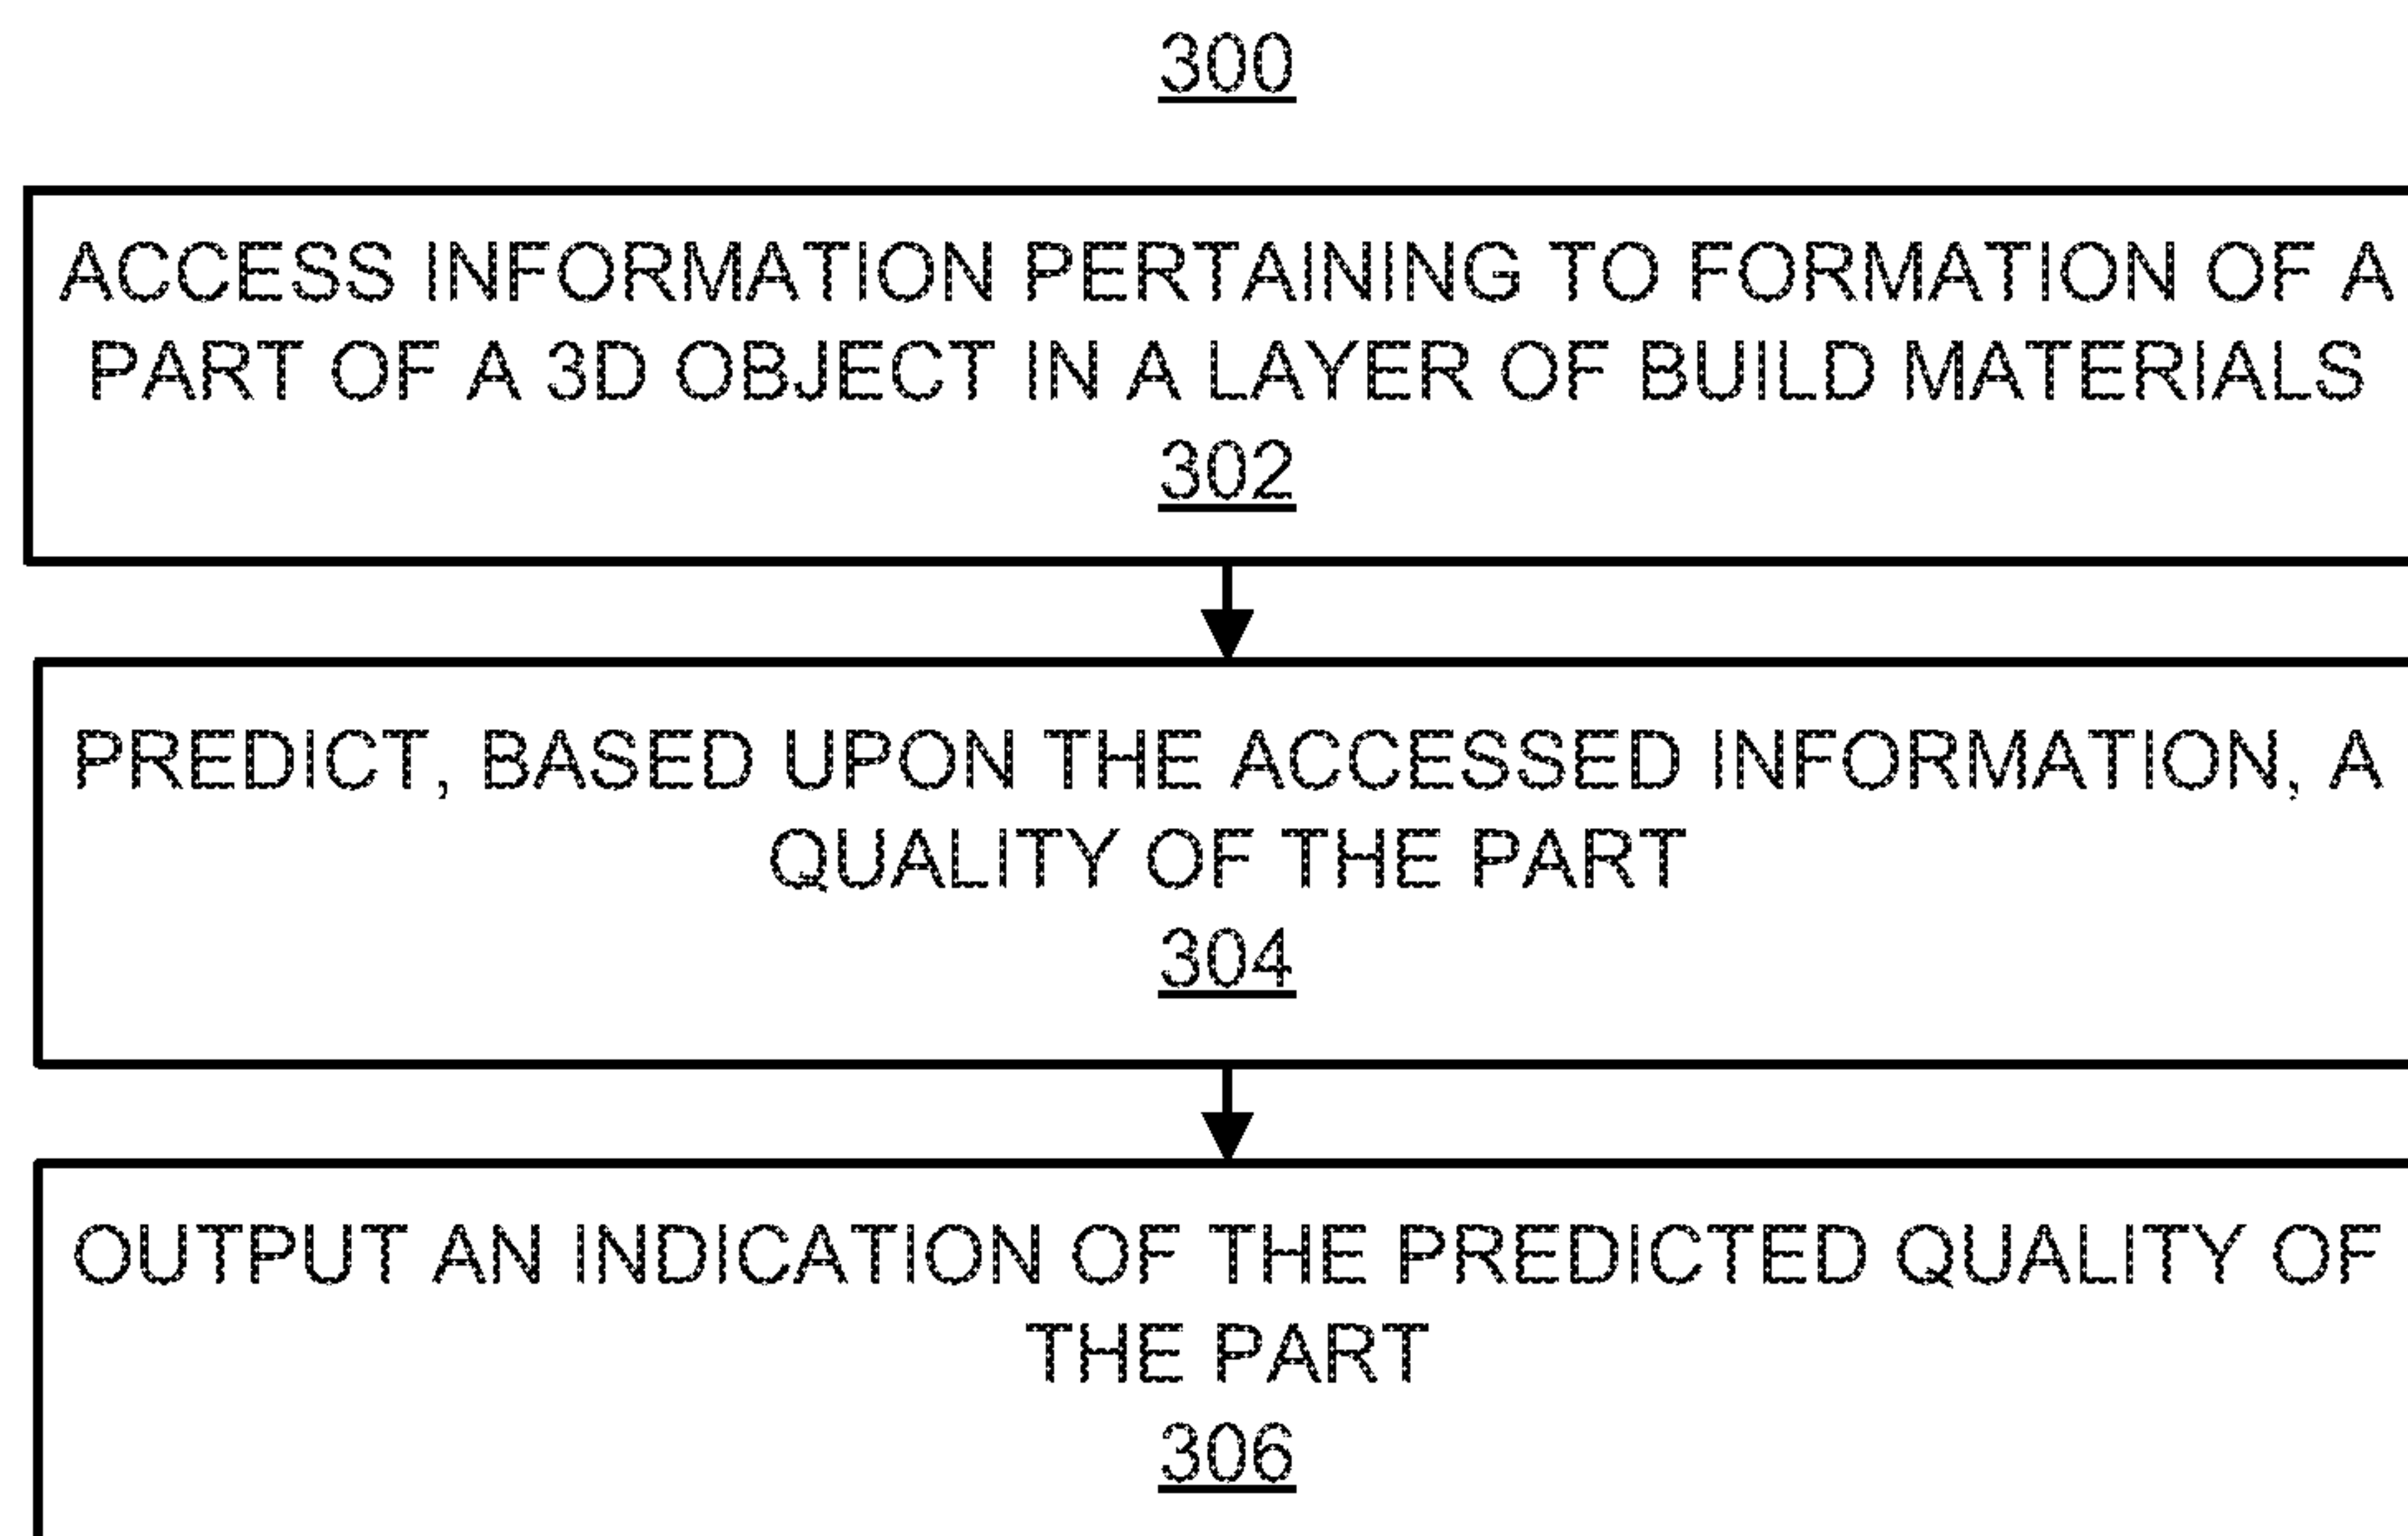 300
ACCESS INFORMATION PERTAINING TO FORMATION OF A
PART OF A 3D OBJECT IN A LAYER OF BUILD MATERIALS
302
PREDICT, BASED UPON THE ACCESSED INFORMATION, A
QUALITY OF THE PART
304
OUTPUT AN INDICATION OF THE PREDICTED QUALITY OF
THE PART
306